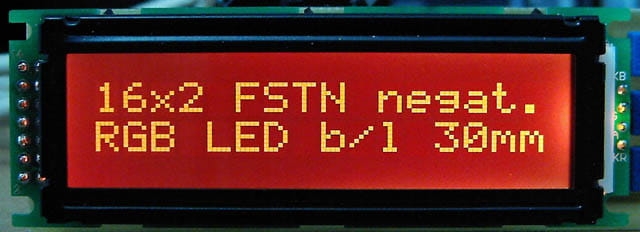 16x2 FSTN negat.
RGB LED b/l 30mm